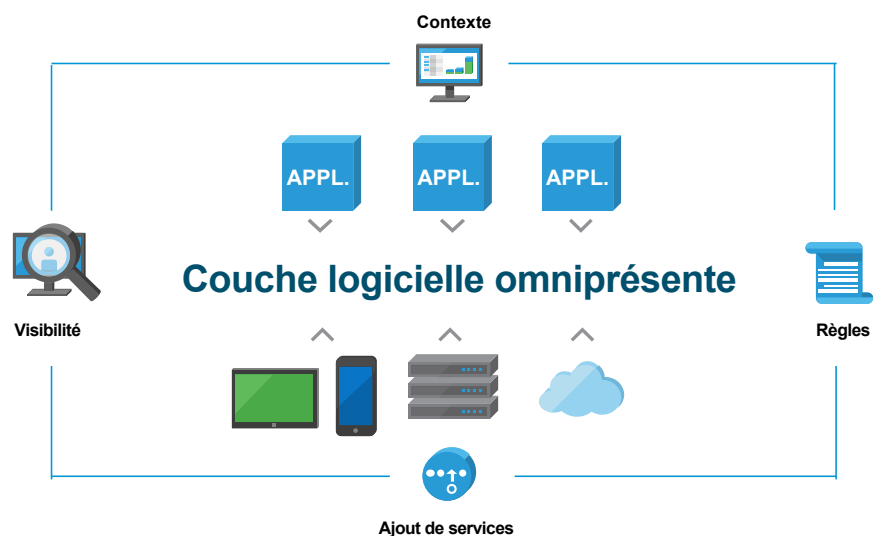 Contexte
APPL.
APPL.
APPL.
Couche logicielle omniprésente
Visibilité
Règles
Ajout de services